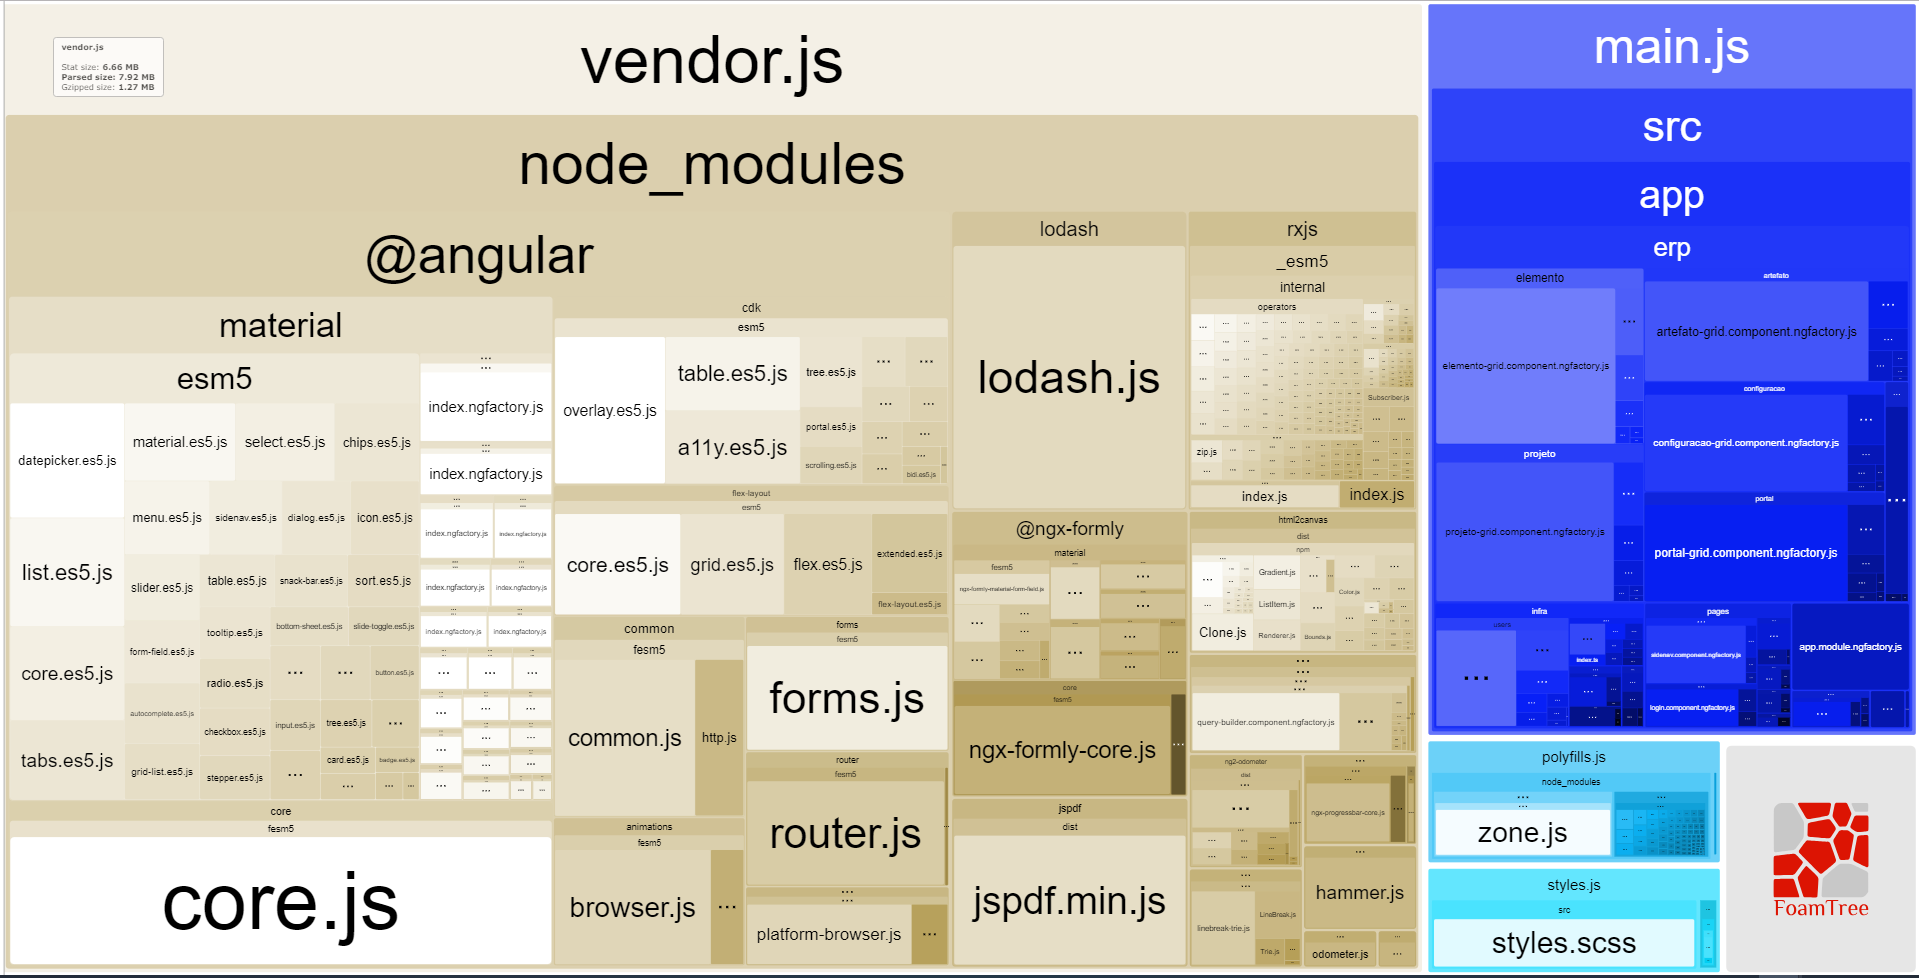 vendor.js
Stat size: 6.66 MB
Parsed size: 7.92 MB
Gzipped size: 1.27 MB
vendor.js
node_modules
@angular
material
esm5
datepicker.es5.js
material.es5.js
select.es5.js
chips.es5.js
list.es5.js
menu.es5.js
sidenav.es5.js
dialog.es5.js
icon.es5.js
slider.es5.js
table.es5.js
snack-bar.es5.js
sort.es5.js
core.es5.js
form-field.es5.js
tooltip.es5.js
bottom-sheet.es5.js
slide-toggle.es5.js
radio.es5.js
...
...
button.es5.js
tabs.es5.js
autocomplete.es5.js
checkbox.es5.js
input.es5.js
tree.es5.js
...
grid-list.es5.js
stepper.es5.js
...
card.es5.js
badge.es5.js
...
index.ngfactory.js
index.ngfactory.js
index.ngfactory.js
index.ngfactory.js
index.ngfactory.js
index.ngfactory.js
index.ngfactory.js
index.ngfactory.js
core
fesm5
core.js
cdk
esm5
overlay.es5.js
table.es5.js
a11y.es5.js
tree.es5.js
portal.es5.js
scrolling.es5.js
bidi.es5.js
flex-layout
esm5
core.es5.js
grid.es5.js
flex.es5.js
extended.es5.js
flex-layout.es5.js
common
fesm5
common.js
http.js
forms
fesm5
forms.js
router
fesm5
router.js
animations
fesm5
browser.js
...
platform-browser.js
...
lodash
lodash.js
@ngx-formly
material
fesm5
ngx-formly-material-form-field.js
core
fesm5
ngx-formly-core.js
jspdf
dist
jspdf.min.js
rxjs
_esm5
internal
operators
Subscriber.js
zip.js
index.js
index.js
html2canvas
dist
npm
Gradient.js
ListItem.js
Color.js
Clone.js
Renderer.js
Bounds.js
query-builder.component.ngfactory.js
...
ng2-odometer
dist
...
ngx-progressbar-core.js
linebreak-trie.js
LineBreak.js
Trie.js
hammer.js
odometer.js
...
main.js
src
app
erp
elemento
elemento-grid.component.ngfactory.js
artefato
artefato-grid.component.ngfactory.js
configuracao
configuracao-grid.component.ngfactory.js
projeto
projeto-grid.component.ngfactory.js
portal
portal-grid.component.ngfactory.js
infra
users
...
index.ts
pages
sidenav.component.ngfactory.js
login.component.ngfactory.js
app.module.ngfactory.js
polyfills.js
node_modules
zone.js
styles.js
src
styles.scss
FoamTree